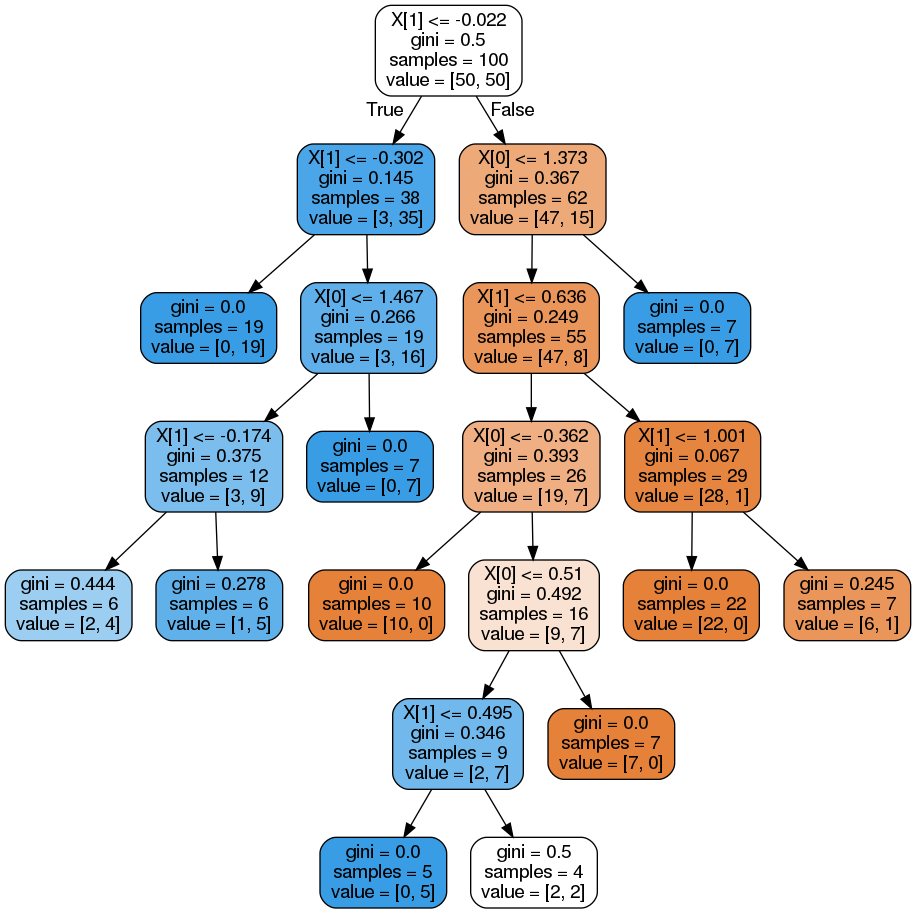 X[1] <= -0.022
gini = 0.5
samples = 100
value = [50, 50]
True
False
X[1] <= -0.302
gini = 0.145
samples = 38
value = [3, 35]
X[0] <= 1.373
gini = 0.367
samples = 62
value = [47, 15]
gini = 0.0
samples = 19
value = [0, 19]
X[0] <= 1.467
gini = 0.266
samples = 19
value = [3, 16]
X[1] <= 0.636
gini = 0.249
samples = 55
value = [47, 8]
gini = 0.0
samples = 7
value = [0, 7]
X[1] <= -0.174
gini = 0.375
samples = 12
value = [3, 9]
gini = 0.0
samples = 7
value = [0, 7]
X[0] <= -0.362
gini = 0.393
samples = 26
value = [19, 7]
X[1] <= 1.001
gini = 0.067
samples = 29
value = [28, 1]
gini = 0.444
samples = 6
value = [2, 4]
gini = 0.278
samples = 6
value = [1, 5]
gini = 0.0
samples = 10
value = [10, 0]
X[0] <= 0.51
gini = 0.492
samples = 16
value = [9, 7]
gini = 0.0
samples = 22
value = [22, 0]
gini = 0.245
samples = 7
value = [6, 1]
X[1] <= 0.495
gini = 0.346
samples = 9
value = [2, 7]
gini = 0.0
samples = 7
value = [7, 0]
gini = 0.0
samples = 5
value = [0, 5]
gini = 0.5
samples = 4
value = [2, 2]